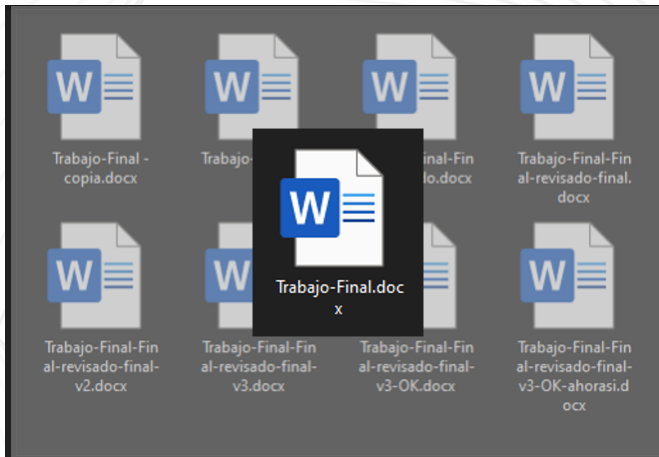 W
W
W
W
Trabajo-Final -
copia.docx
Trabajo-
inal-Fin
do.docx
Trabajo-Final-Fin
al-revisado-final.
docx
W
Trabajo-Final.doc
x
W
W
W
Trabajo-Final-Fin
al-revisado-final-
v2.docx
Trabajo-Final-Fin
al-revisado-final-
v3.docx
Trabajo-Final-Fin
al-revisado-final-
v3-OK.docx
Trabajo-Final-Fin
al-revisado-final-
v3-OK-ahorasi.d
ocx